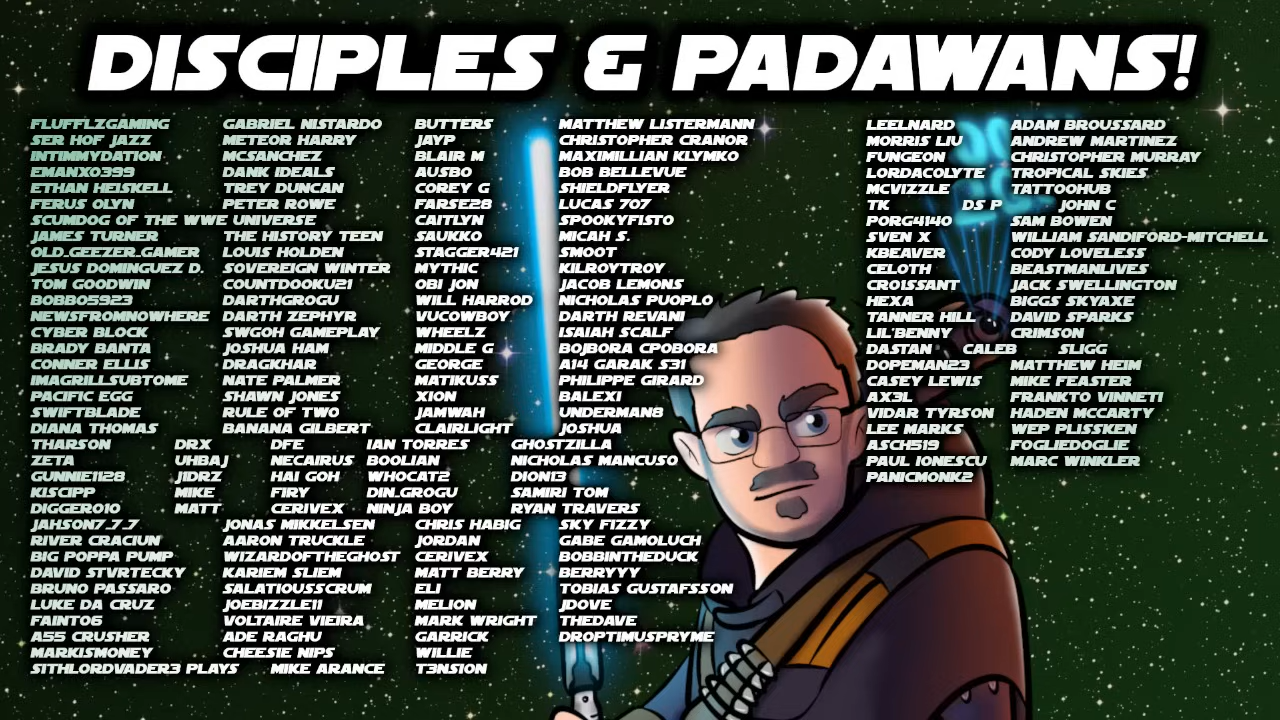 DISCIPLES & PADAWANS!
FLUFFLZGAMING GABRIEL NISTARDO BUTTERS MATTHEW LISTERMANN LEELNARD ADAM BROUSSARD
SER HOF JAZZ METEOR HARRY JAYP CHRISTOPHER CRANOR MORRIS LIU ANDREW MARTINEZ
INTIMMYDATION MCSANCHEZ BLAIR M MAXIMILLIAN KLYMKO FUNGEON CHRISTOPHER MURRAY
EMANX0399 DANK IDEALS AUSBO BOB BELLEVUE LORDACOLYTE TROPICAL SKIES
ETHAN HEISKELL TREY DUNCAN COREY G SHIELDFLYER MCVIZZLE TATTOOHUB
FERUS OLYN PETER ROWE FARSE28 LUCAS 707 TK DS P JOHN C
SCUMDOG OF THE WWE UNIVERSE CAITLYN SPOOKYFISTO PORG4140 SAM BOWEN
JAMES TURNER THE HISTORY TEEN SAUKKO MICAH S. SVEN X WILLIAM SANDIFORD-MITCHELL
OLD_GEEZER_GAMER LOUIS HOLDEN STAGGER421 SMOOT KBEAVER CODY LOVELESS
JESUS DOMINGUEZ D. SOVEREIGN WINTER MYTHIC KILROYTROY CELOTH BEASTMANLIVES
TOM GOODWIN COUNTDOOKU21 OBI JON JACOB LEMONS CRO1SSANT JACK SWELLINGTON
BOBBO5923 DARTHGROGU WILL HARROD NICHOLAS PUOPLO HEXA BIGGS SKYAXE
NEWSFROMNOWHERE DARTH ZEPHYR VUCOWBOY DARTH REVANI TANNER HILL DAVID SPARKS
CYBER BLOCK SWGOH GAMEPLAY WHEELZ ISAIAH SCALF LIL'BENNY CRIMSON
BRADY BANTA JOSHUA HAM MIDDLE G BOJBORA CPOBORA DASTAN CALEB SLIGG
CONNER ELLIS DRAGKHAR GEORGE A14 GARAK S31 DOPEMAN23 MATTHEW HEIM
IMAGRILLSUBTOME NATE PALMER MATIKUSS PHILIPPE GIRARD CASEY LEWIS MIKE FEASTER
PACIFIC EGG SHAWN JONES XION BALEXI AX3L FRANKTO VINNETI
SWIFTBLADE RULE OF TWO JAMWAH UNDERMAN8 VIDAR TYRSON HADEN MCCARTY
DIANA THOMAS BANANA GILBERT CLAIRLIGHT JOSHUA LEE MARKS WEP PLISSKEN
THARSON DRX DFE IAN TORRES GHOSTZILLA ASCH519 FOGLIEDOGLIE
ZETA UHBAJ NECAIRUS BOOLIAN NICHOLAS MANCUSO PAUL IONESCU MARC WINKLER
GUNNIE1128 J1DRZ HAI GOH WHOCAT2 DION13 PANICMONK2
KISCIPP MIKE FIRY DIN_GROGU SAMIRI TOM
DIGGERO10 MATT CERIVEX NINJA BOY RYAN TRAVERS
JAHSON7_7_7 JONAS MIKKELSEN CHRIS HABIG SKY FIZZY
RIVER CRACIUN AARON TRUCKLE JORDAN GABE GAMOLUCH
BIG POPPA PUMP WIZARDOFTHEGHOST CERIVEX BOBBINTHEDUCK
DAVID STVRTECKY KARIEM SLIEM MATT BERRY BERRYYY
BRUNO PASSARO SALATIOUSSCRUM ELI TOBIAS GUSTAFSSON
LUKE DA CRUZ JOEBIZZLE11 MELION JDOVE
FAINT06 VOLTAIRE VIEIRA MARK WRIGHT THEDAVE
A55 CRUSHER ADE RAGHU GARRICK DROPTIMUSPRYME
MARKISMONEY CHEESIE NIPS WILLIE
S1THLORDVADER3 PLAYS MIKE ARANCE T3NS1ON